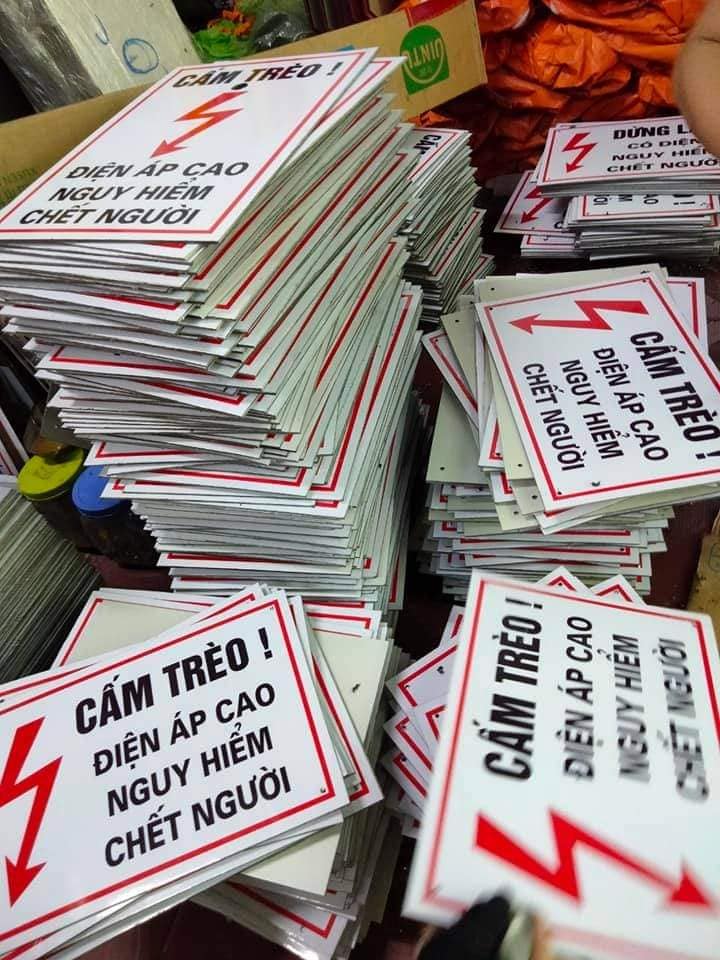 CẤM TRÈO !
ĐIỆN ÁP CAO
NGUY HIỂM
CHẾT NGƯỜI
UINTO
CẤM
DỪNG L
CÓ ĐIỆN
NGUY HIỂM
CHẾT NGƯỜI
CẤM TRÈO !
ĐIỆN ÁP CAO
NGUY HIỂM
CHẾT NGƯỜI
CẤM TRÈO !
ĐIỆN ÁP CAO
NGUY HIỂM
CHẾT NGƯỜI
CẤM TRÈO !
ĐIỆN ÁP CAO
NGUY HIỂM
CHẾT NGƯỜI